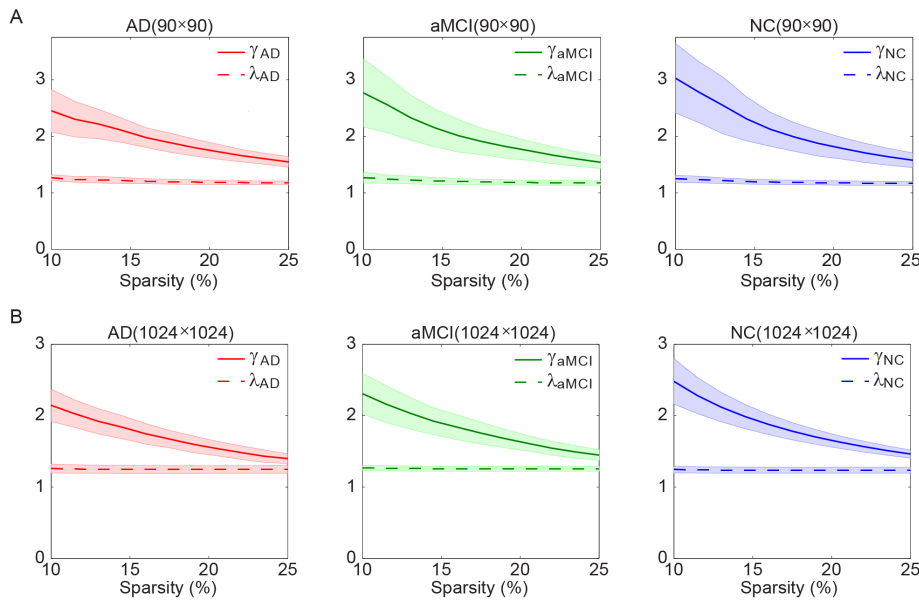 A
AD(90×90)
aMCI(90×90)
NC(90×90)
γAD
λAD
γaMCI
λaMCI
γNC
λNC
3
2
1
0
10 15 20 25
Sparsity (%)
3
2
1
0
10 15 20 25
Sparsity (%)
3
2
1
0
10 15 20 25
Sparsity (%)
B
AD(1024×1024)
aMCI(1024×1024)
NC(1024×1024)
γAD
λAD
γaMCI
λaMCI
γNC
λNC
3
2
1
0
10 15 20 25
Sparsity (%)
3
2
1
0
10 15 20 25
Sparsity (%)
3
2
1
0
10 15 20 25
Sparsity (%)